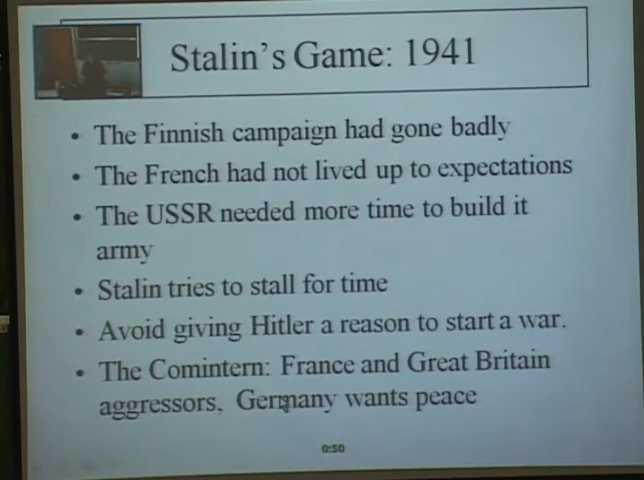 Stalin's Game: 1941
• The Finnish campaign had gone badly
• The French had not lived up to expectations
• The USSR needed more time to build it
army
• Stalin tries to stall for time
• Avoid giving Hitler a reason to start a war.
• The Comintern: France and Great Britain
aggressors, Germany wants peace
0:50